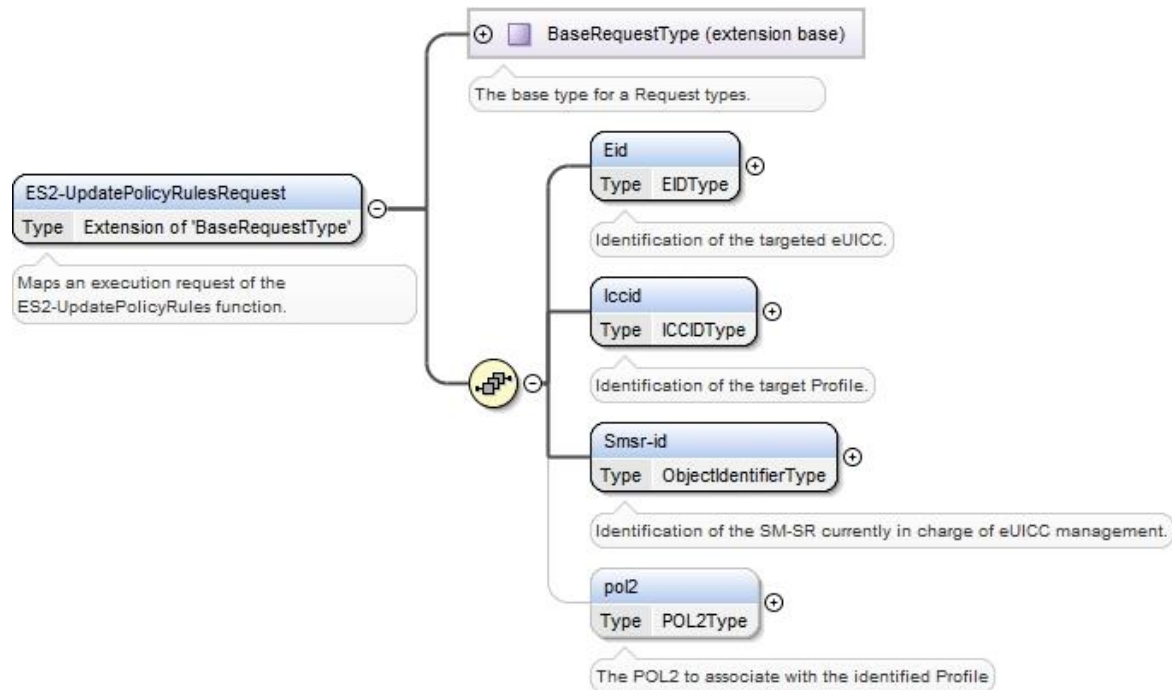 BaseRequestType (extension base)
The base type for a Request types.
Eid
Type EIDType
Identification of the targeted eUICC.
ES2-UpdatePolicyRulesRequest
Type Extension of 'BaseRequestType'
Maps an execution request of the
ES2-UpdatePolicyRules function.
Iccid
Type ICCIDType
Identification of the target Profile.
Smsr-id
Type ObjectIdentifierType
Identification of the SM-SR currently in charge of eUICC management.
pol2
Type POL2Type
The POL2 to associate with the identified Profile